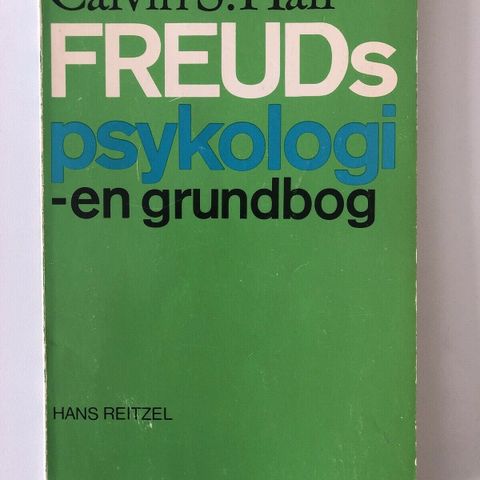 Calvin S. Hall
FREUDs
psykologi
-en grundbog
HANS REITZEL